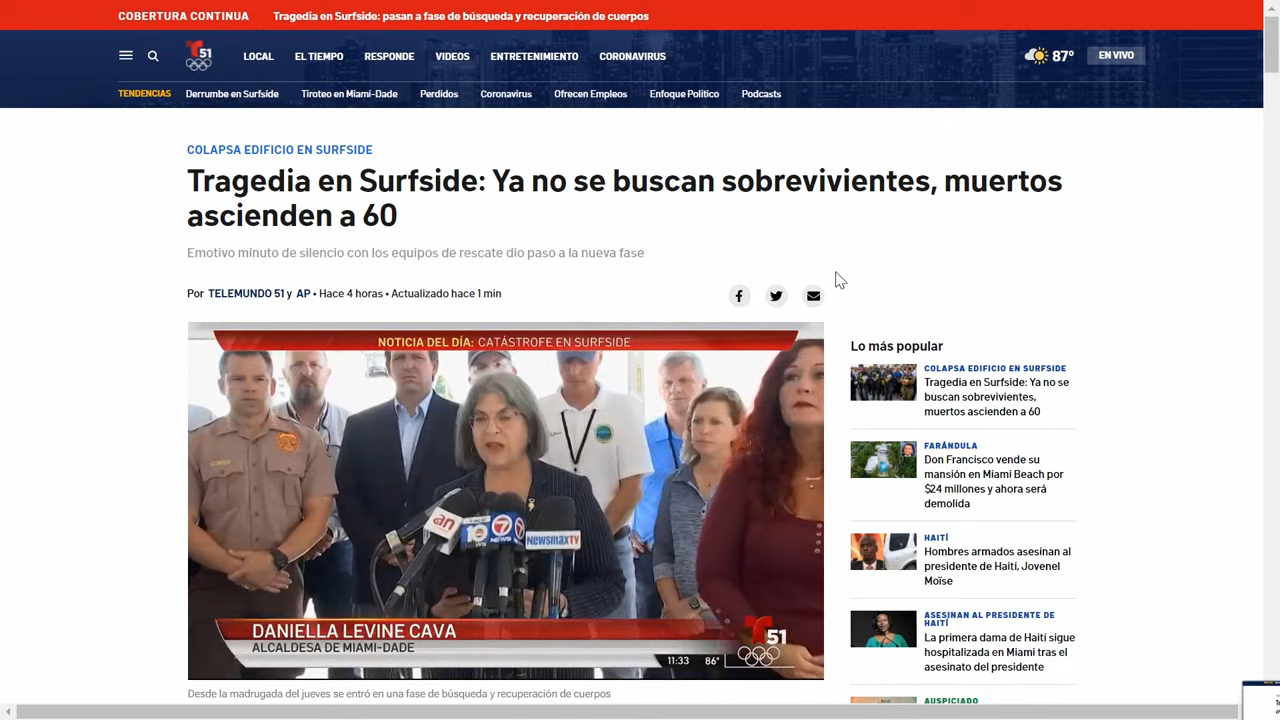 COBERTURA CONTINUA Tragedia en Surfside: pasan a fase de búsqueda y recuperación de cuerpos
51 LOCAL EL TIEMPO RESPONDE VIDEOS ENTRETENIMIENTO CORONAVIRUS 87° EN VIVO
TENDENCIAS Derrumbe en Surfside Tiroteo en Miami-Dade Perdidos Coronavirus Ofrecen Empleos Enfoque Político Podcasts
COLAPSA EDIFICIO EN SURFSIDE
Tragedia en Surfside: Ya no se buscan sobrevivientes, muertos
ascienden a 60
Emotivo minuto de silencio con los equipos de rescate dio paso a la nueva fase
Por TELEMUNDO 51 y AP • Hace 4 horas • Actualizado hace 1 min
NOTICIA DEL DÍA: CATÁSTROFE EN SURFSIDE
an
Local
10
7
NEWS
NewsmaxTV
DANIELLA LEVINE CAVA
ALCALDESA DE MIAMI-DADE
51
11:33 86°
Desde la madrugada del jueves se entró en una fase de búsqueda y recuperación de cuerpos
Lo más popular
COLAPSA EDIFICIO EN SURFSIDE
Tragedia en Surfside: Ya no se
buscan sobrevivientes,
muertos ascienden a 60
FARÁNDULA
Don Francisco vende su
mansión en Miami Beach por
$24 millones y ahora será
demolida
HAITÍ
Hombres armados asesinan al
presidente de Haití, Jovenel
Moïse
ASESINAN AL PRESIDENTE DE
HAITÍ
La primera dama de Haití sigue
hospitalizada en Miami tras el
asesinato del presidente
AUSPICIADO